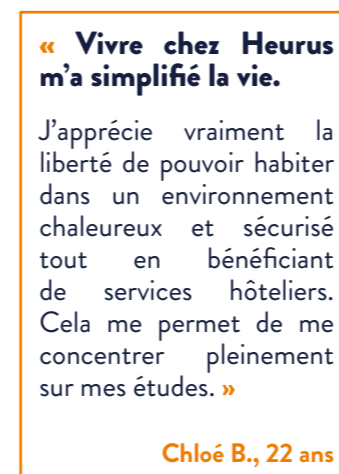 « Vivre chez Heurus
m’a simplifié la vie.
J’apprécie vraiment la
liberté de pouvoir habiter
dans un environnement
chaleureux et sécurisé
tout en bénéficiant
de services hôteliers.
Cela me permet de me
concentrer pleinement
sur mes études. »
Chloé B., 22 ans